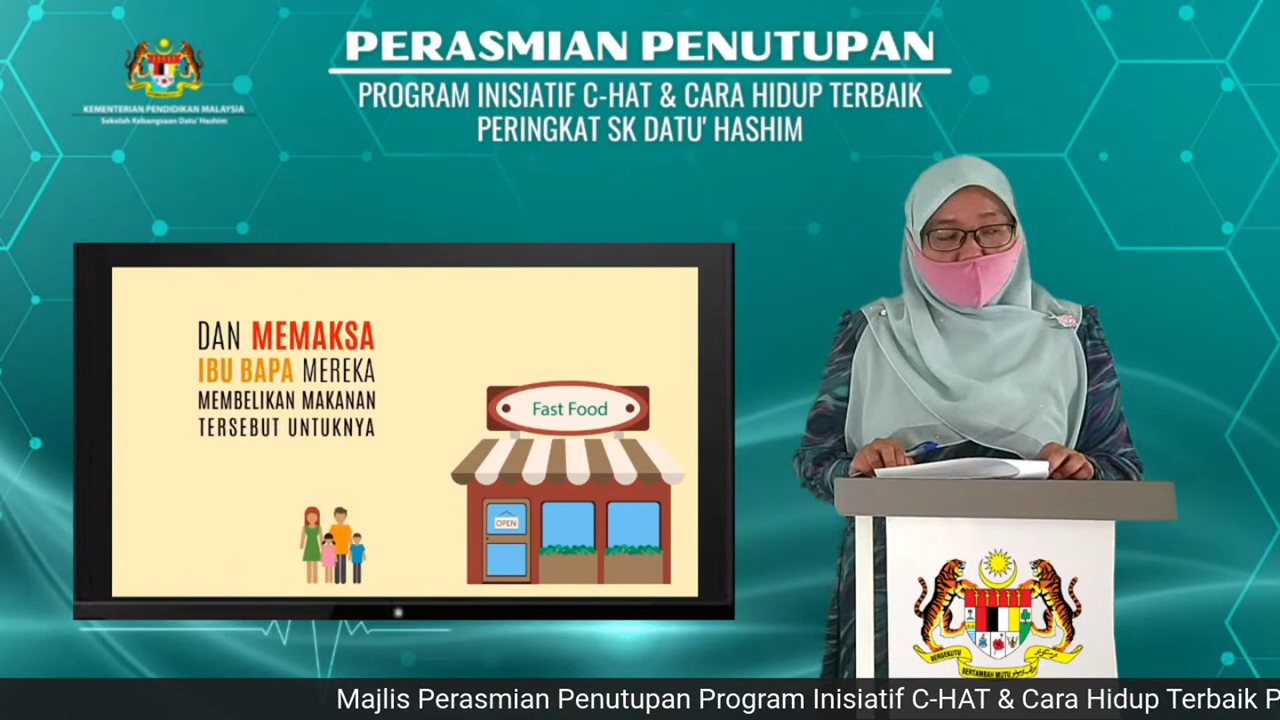 PERASMIAN PENUTUPAN
PROGRAM INISIATIF C-HAT & CARA HIDUP TERBAIK
PERINGKAT SK DATU' HASHIM
KEMENTERIAN PENDIDIKAN MALAYSIA
Sekolah Kebangsaan Datu' Hashim
DAN MEMAKSA
IBU BAPA MEREKA
MEMBELIKAN MAKANAN
TERSEBUT UNTUKNYA
Fast Food
OPEN
BERSEKUTU
BERTAMBAH MUTU
Majlis Perasmian Penutupan Program Inisiatif C-HAT & Cara Hidup Terbaik P